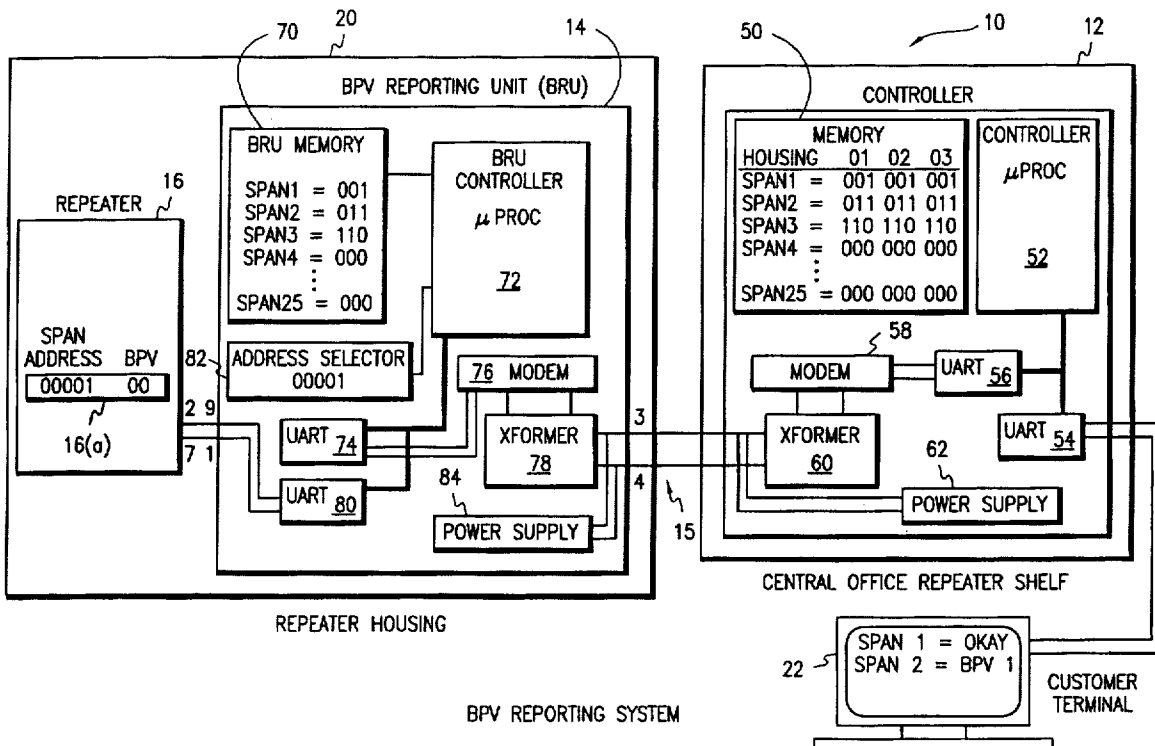 20
14
50
10
12
70
BPV REPORTING UNIT (BRU)
CONTROLLER
BRU MEMORY
SPAN1 = 001
SPAN2 = 011
SPAN3 = 110
SPAN4 = 000
⋮
SPAN25 = 000
BRU
CONTROLLER
μ PROC
72
MEMORY
HOUSING 01 02 03
SPAN1 = 001 001 001
SPAN2 = 011 011 011
SPAN3 = 110 110 110
SPAN4 = 000 000 000
⋮
SPAN25 = 000 000 000
CONTROLLER
μPROC
52
16
REPEATER
SPAN
ADDRESS BPV
00001 00
16(a)
2 9
7 1
82
ADDRESS SELECTOR
00001
76 MODEM
UART
74
XFORMER
78
UART 80
84
POWER SUPPLY
3
4
15
58
MODEM
UART 56
XFORMER
60
UART 54
62
POWER SUPPLY
CENTRAL OFFICE REPEATER SHELF
REPEATER HOUSING
SPAN 1 = OKAY
SPAN 2 = BPV 1
22
CUSTOMER
TERMINAL
BPV REPORTING SYSTEM